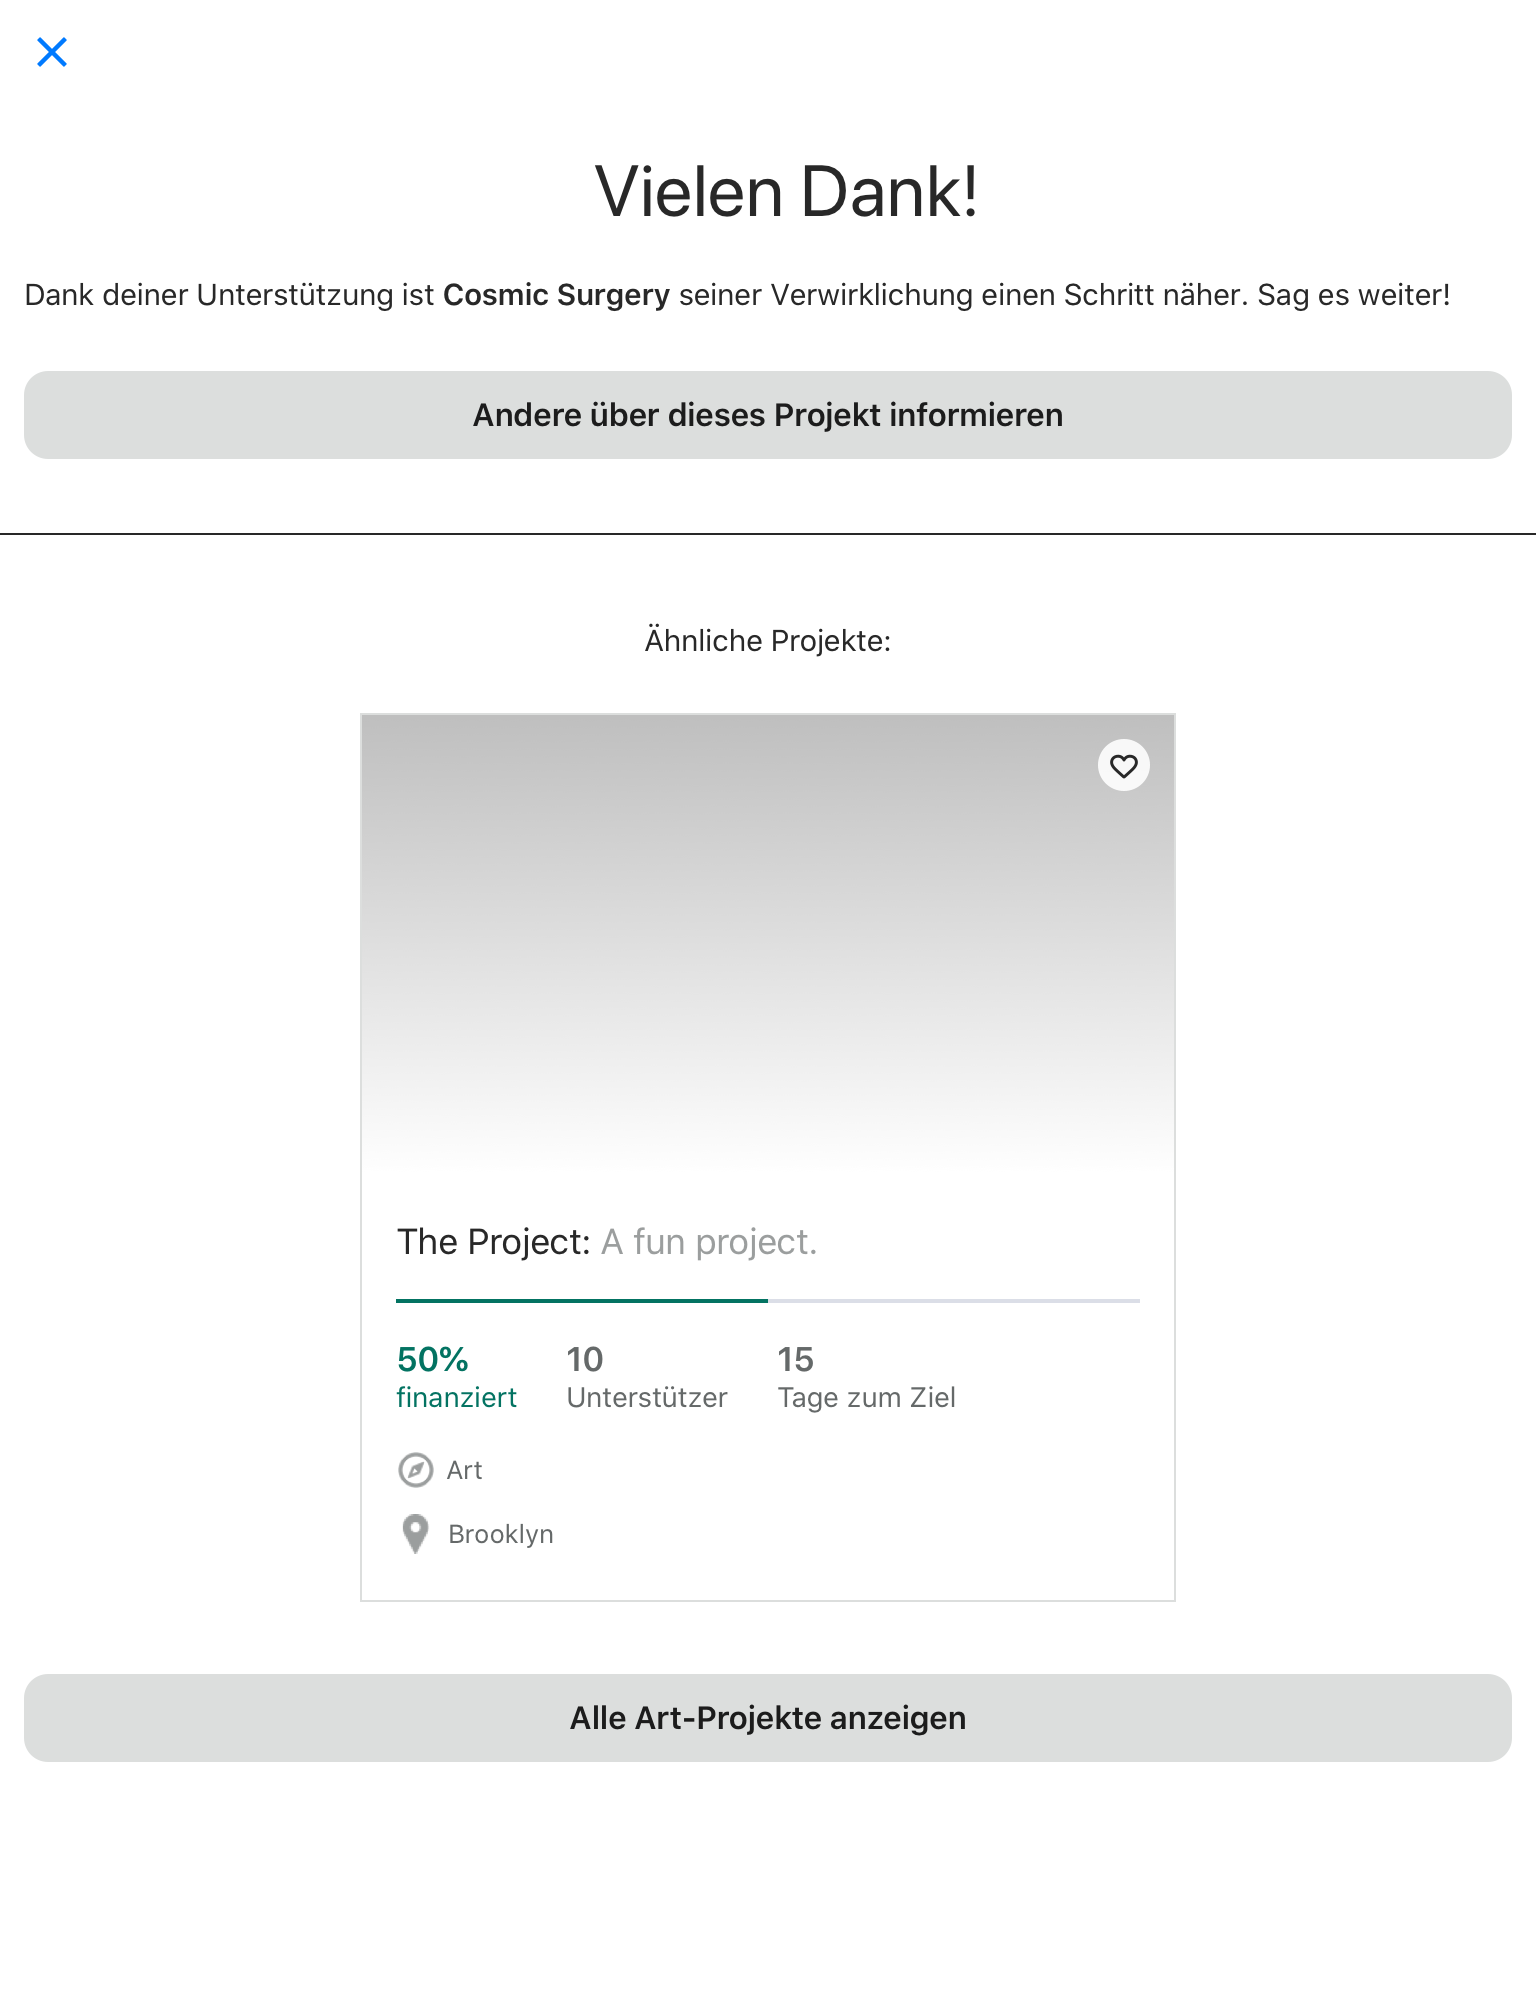 Vielen Dank!
Dank deiner Unterstützung ist Cosmic Surgery seiner Verwirklichung einen Schritt näher. Sag es weiter!
Andere über dieses Projekt informieren
Ähnliche Projekte:
The Project: A fun project.
50% 10 15
finanziert Unterstützer Tage zum Ziel
Art
Brooklyn
Alle Art-Projekte anzeigen